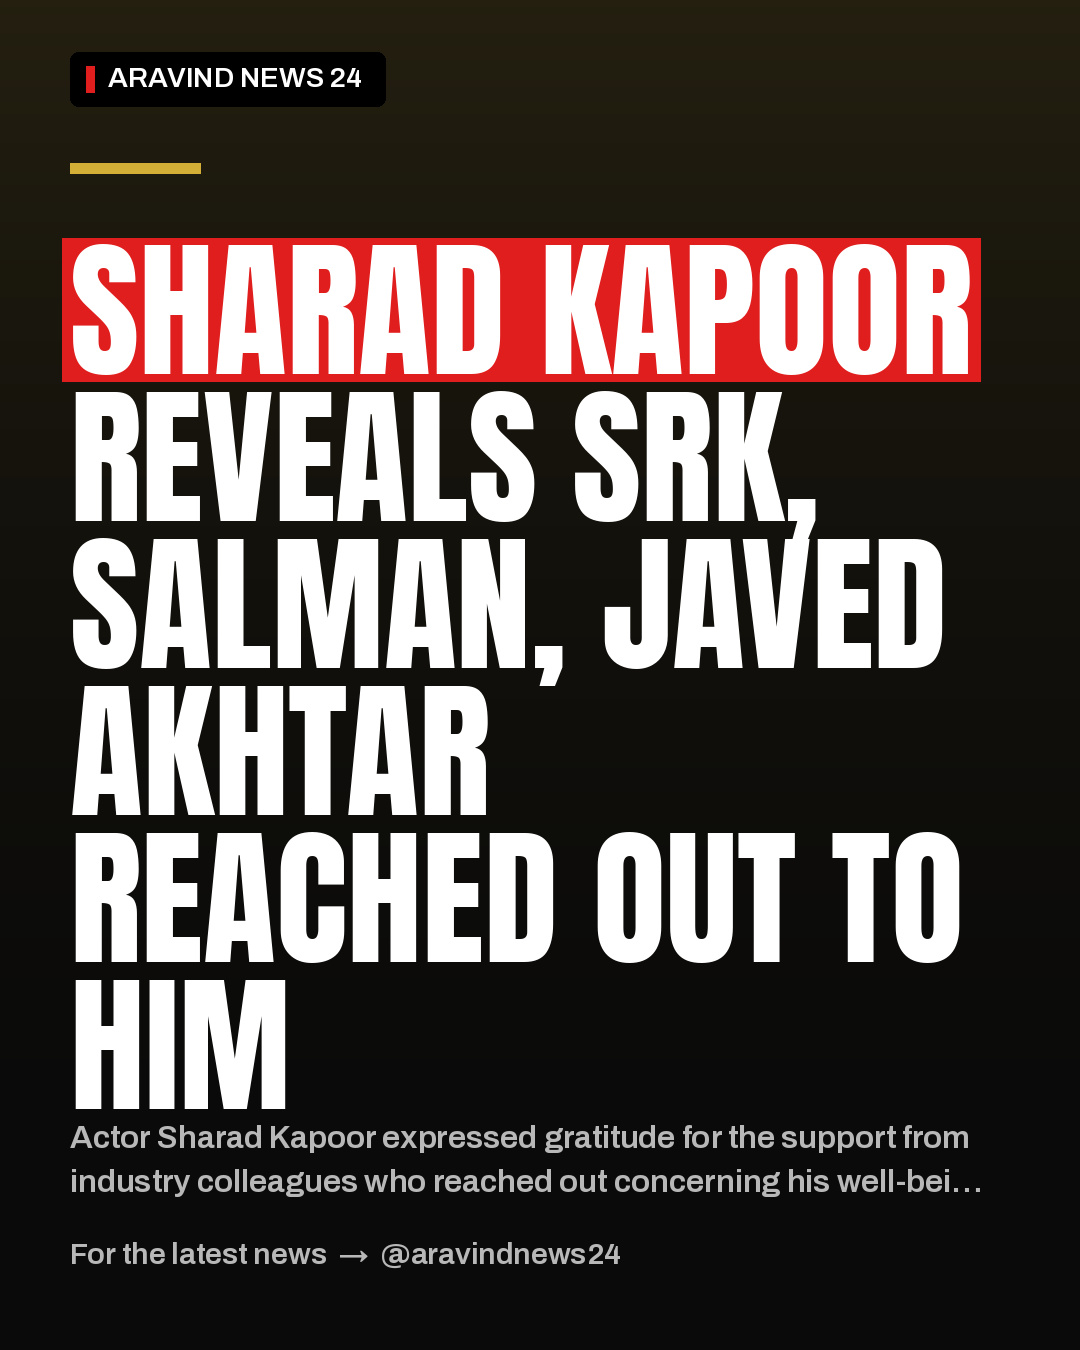 ARAVIND NEWS 24
SHARAD KAPOOR
REVEALS SRK,
SALMAN, JAVED
AKHTAR
REACHED OUT TO
HIM
Actor Sharad Kapoor expressed gratitude for the support from
industry colleagues who reached out concerning his well-bei...
For the latest news → @aravindnews24